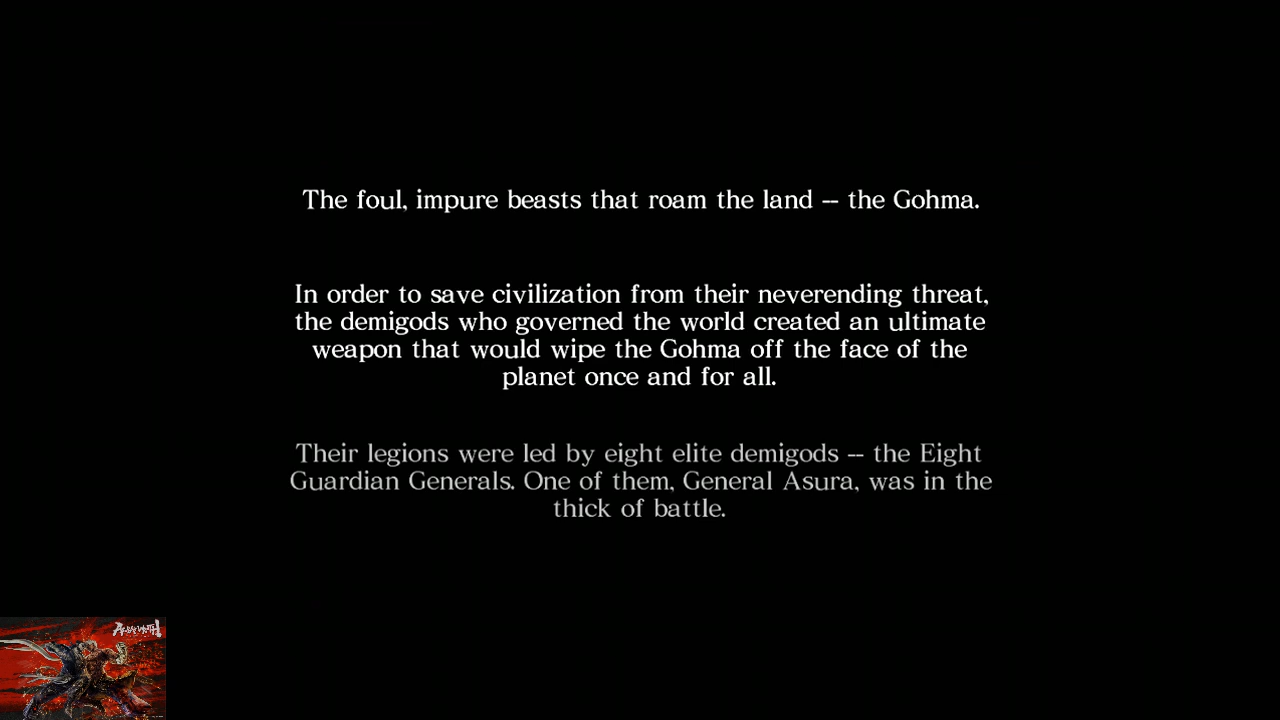 The foul, impure beasts that roam the land -- the Gohma.
In order to save civilization from their neverending threat,
the demigods who governed the world created an ultimate
weapon that would wipe the Gohma off the face of the
planet once and for all.
Their legions were led by eight elite demigods -- the Eight
Guardian Generals. One of them, General Asura, was in the
thick of battle.